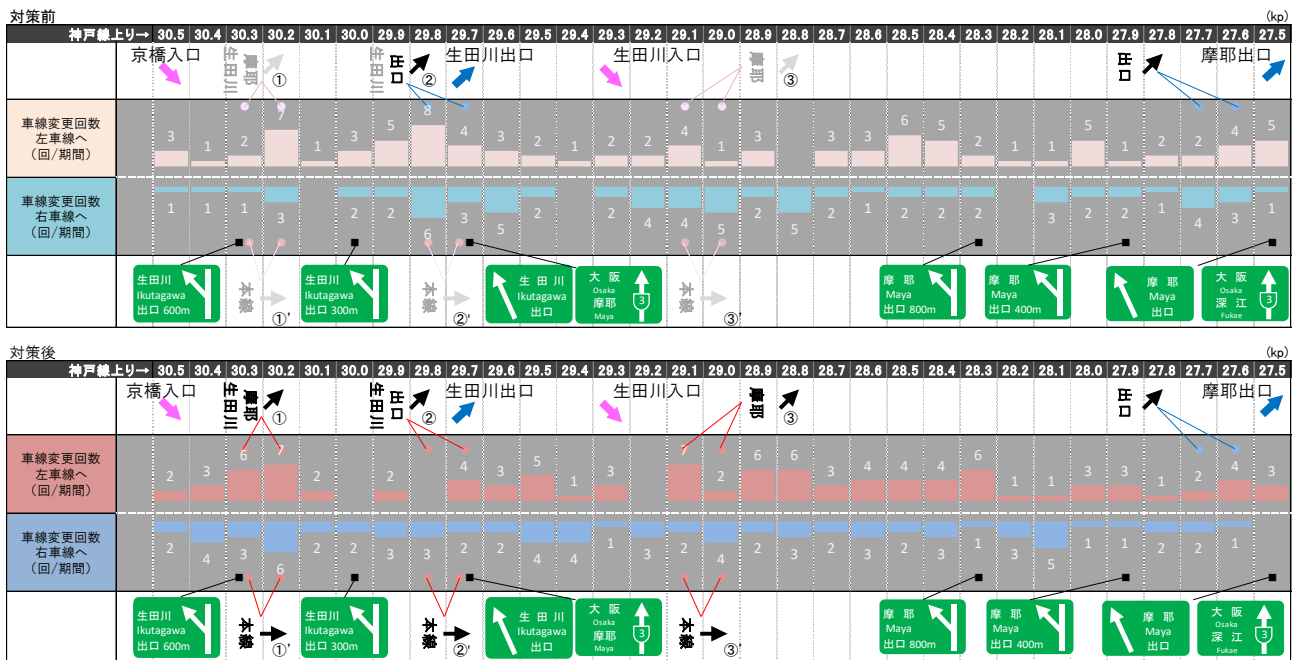 対策前
(kp)
神戸線上り→ 30.5 30.4 30.3 30.2 30.1 30.0 29.9 29.8 29.7 29.6 29.5 29.4 29.3 29.2 29.1 29.0 28.9 28.8 28.7 28.6 28.5 28.4 28.3 28.2 28.1 28.0 27.9 27.8 27.7 27.6 27.5
京橋入口
生田川
摩耶
①
生田川
出口
②
生田川出口
生田川入口
摩耶
③
出口
摩耶出口
車線変更回数
左車線へ
(回/期間)
3 1 2 7 1 3 5 8 4 3 2 1 2 2 4 1 3 3 3 6 5 2 1 1 5 1 2 2 4 5
車線変更回数
右車線へ
(回/期間)
1 1 1 3 2 2 6 3 5 2 2 4 4 5 2 5 2 1 2 2 2 3 2 2 1 4 3 1
生田川
Ikutagawa
出口 600m
本線
①'
生田川
Ikutagawa
出口 300m
本線
②'
生田川
Ikutagawa
出口
大阪
Osaka
摩耶
Maya
3
本線
③'
摩耶
Maya
出口 800m
摩耶
Maya
出口 400m
摩耶
Maya
出口
大阪
Osaka
深江
Fukae
3
対策後
(kp)
神戸線上り→ 30.5 30.4 30.3 30.2 30.1 30.0 29.9 29.8 29.7 29.6 29.5 29.4 29.3 29.2 29.1 29.0 28.9 28.8 28.7 28.6 28.5 28.4 28.3 28.2 28.1 28.0 27.9 27.8 27.7 27.6 27.5
京橋入口
生田川
摩耶
①
生田川
出口
②
生田川出口
生田川入口
摩耶
③
出口
摩耶出口
車線変更回数
左車線へ
(回/期間)
2 3 6 7 2 2 4 3 5 1 3 7 2 6 6 3 4 4 4 6 1 1 3 3 1 2 4 3
車線変更回数
右車線へ
(回/期間)
2 4 3 6 2 2 3 3 2 2 4 4 1 3 2 4 2 3 2 3 2 3 1 3 5 1 1 2 2 1
生田川
Ikutagawa
出口 600m
本線
①'
生田川
Ikutagawa
出口 300m
本線
②'
生田川
Ikutagawa
出口
大阪
Osaka
摩耶
Maya
3
本線
③'
摩耶
Maya
出口 800m
摩耶
Maya
出口 400m
摩耶
Maya
出口
大阪
Osaka
深江
Fukae
3